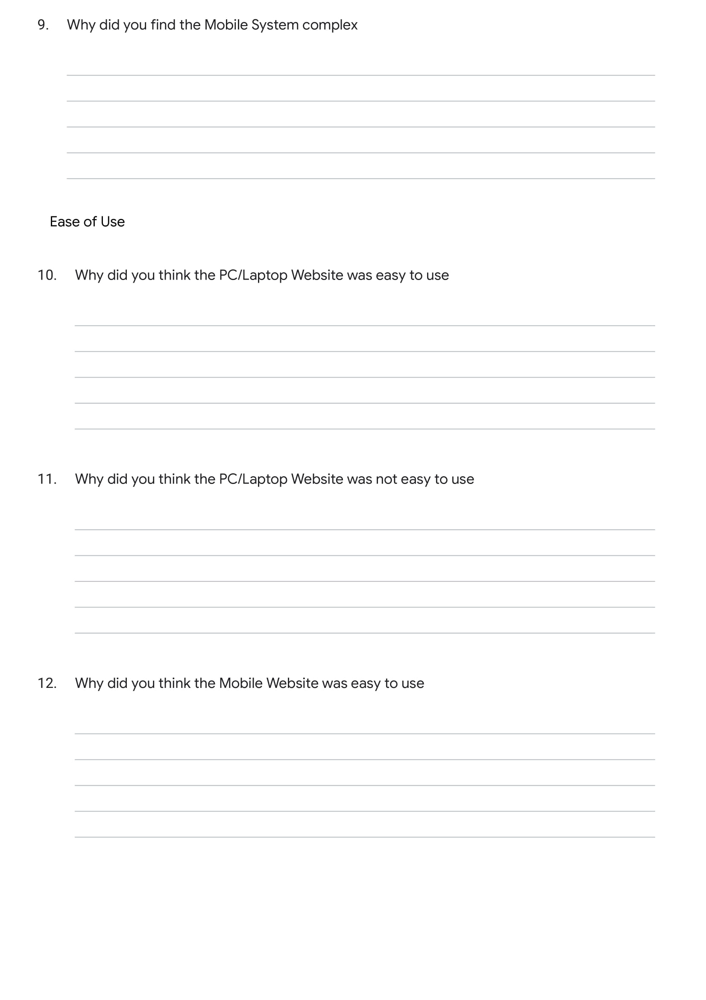 9. Why did you find the Mobile System complex
Ease of Use
10. Why did you think the PC/Laptop Website was easy to use
11. Why did you think the PC/Laptop Website was not easy to use
12. Why did you think the Mobile Website was easy to use